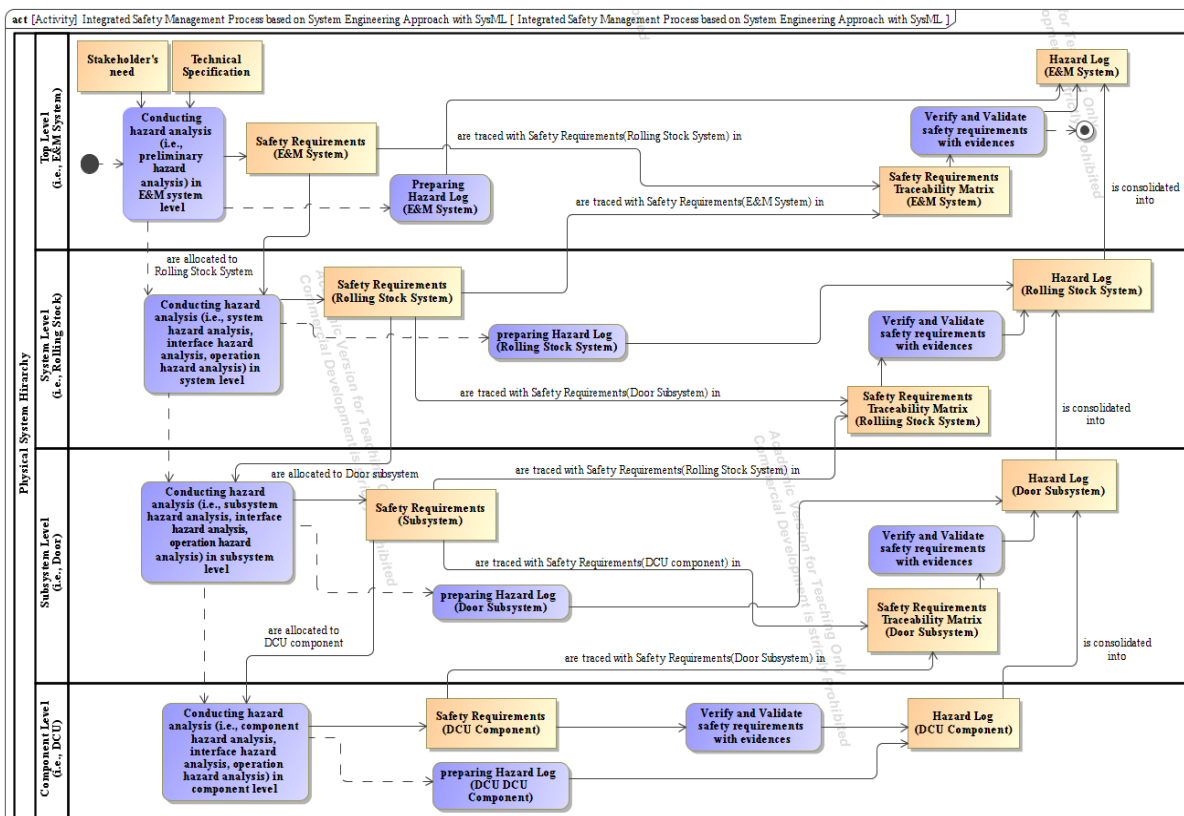 act [Activity] Integrated Safety Management Process based on System Engineering Approach with SysML [ Integrated Safety Management Process based on System Engineering Approach with SysML ]
Physical System Hirarchy
Top Level
(i.e., E&M System)
Stakeholder's
need
Technical
Specification
Conducting
hazard analysis
(i.e.,
preliminary
hazard
analysis) in
E&M system
level
Safety Requirements
(E&M System)
Preparing
Hazard Log
(E&M System)
are traced with Safety Requirements(Rolling Stock System) in
are traced with Safety Requirements(E&M System) in
Safety Requirements
Traceability Matrix
(E&M System)
Verify and Validate
safety requirements
with evidences
Hazard Log
(E&M System)
is consolidated
into
are allocated to
Rolling Stock System
System Level
(i.e., Rolling Stock)
Conducting hazard
analysis (i.e., system
hazard analysis,
interface hazard
analysis, operation
hazard analysis) in
system level
Safety Requirements
(Rolling Stock System)
preparing Hazard Log
(Rolling Stock System)
are traced with Safety Requirements(Door Subsystem) in
Safety Requirements
Traceability Matrix
(Rolliing Stock System)
Verify and Validate
safety requirements
with evidences
Hazard Log
(Rolling Stock System)
is consolidated
into
are allocated to Door subsystem
are traced with Safety Requirements(Rolling Stock System) in
Subsystem Level
(i.e., Door)
Conducting hazard
analysis (i.e., subsystem
hazard analysis, interface
hazard analysis,
operation hazard
analysis) in subsystem
level
Safety Requirements
(Subsystem)
preparing Hazard Log
(Door Subsystem)
are traced with Safety Requirements(DCU component) in
Safety Requirements
Traceability Matrix
(Door Subsystem)
Verify and Validate
safety requirements
with evidences
Hazard Log
(Door Subsystem)
are allocated to
DCU component
are traced with Safety Requirements(Door Subsystem) in
is consolidated
into
Component Level
(i.e., DCU)
Conducting hazard
analysis (i.e., component
hazard analysis,
interface hazard
analysis, operation
hazard analysis) in
component level
Safety Requirements
(DCU Component)
preparing Hazard Log
(DCU DCU
Component)
Verify and Validate
safety requirements
with evidences
Hazard Log
(DCU Component)
Academic Version for Teaching Only
Commercial Development is strictly prohibited